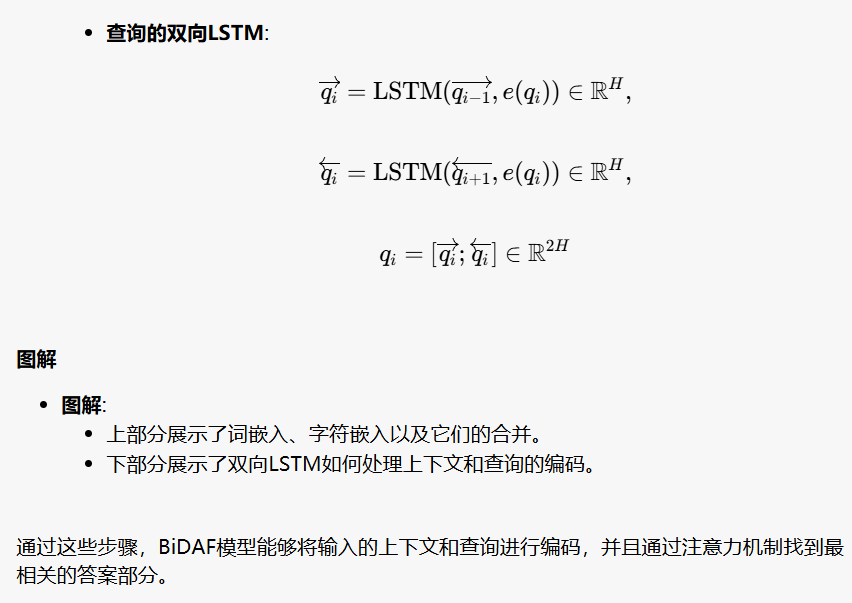 • 查询的双向LSTM:
$\overrightarrow{q_i} = \text{LSTM}(\overrightarrow{q_{i-1}}, e(q_i)) \in \mathbb{R}^H,$
$\overleftarrow{q_i} = \text{LSTM}(\overleftarrow{q_{i+1}}, e(q_i)) \in \mathbb{R}^H,$
$q_i = [\overrightarrow{q_i}; \overleftarrow{q_i}] \in \mathbb{R}^{2H}$
图解
• 图解:
• 上部分展示了词嵌入、字符嵌入以及它们的合并。
• 下部分展示了双向LSTM如何处理上下文和查询的编码。
通过这些步骤，BiDAF模型能够将输入的上下文和查询进行编码，并且通过注意力机制找到最
相关的答案部分。